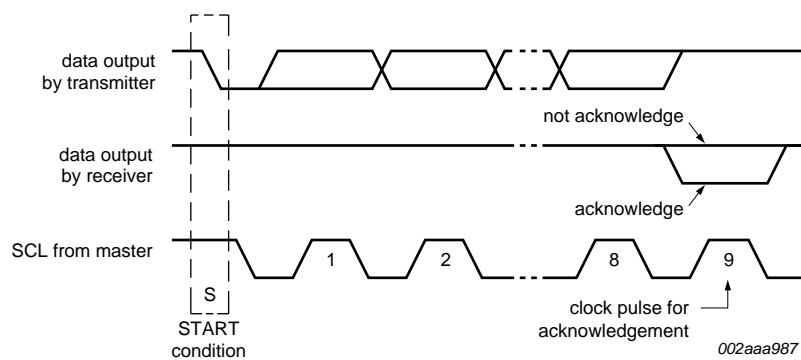 data output
by transmitter
not acknowledge
data output
by receiver
acknowledge
SCL from master
1
2
8
9
S
START
condition
clock pulse for
acknowledgement
002aaa987